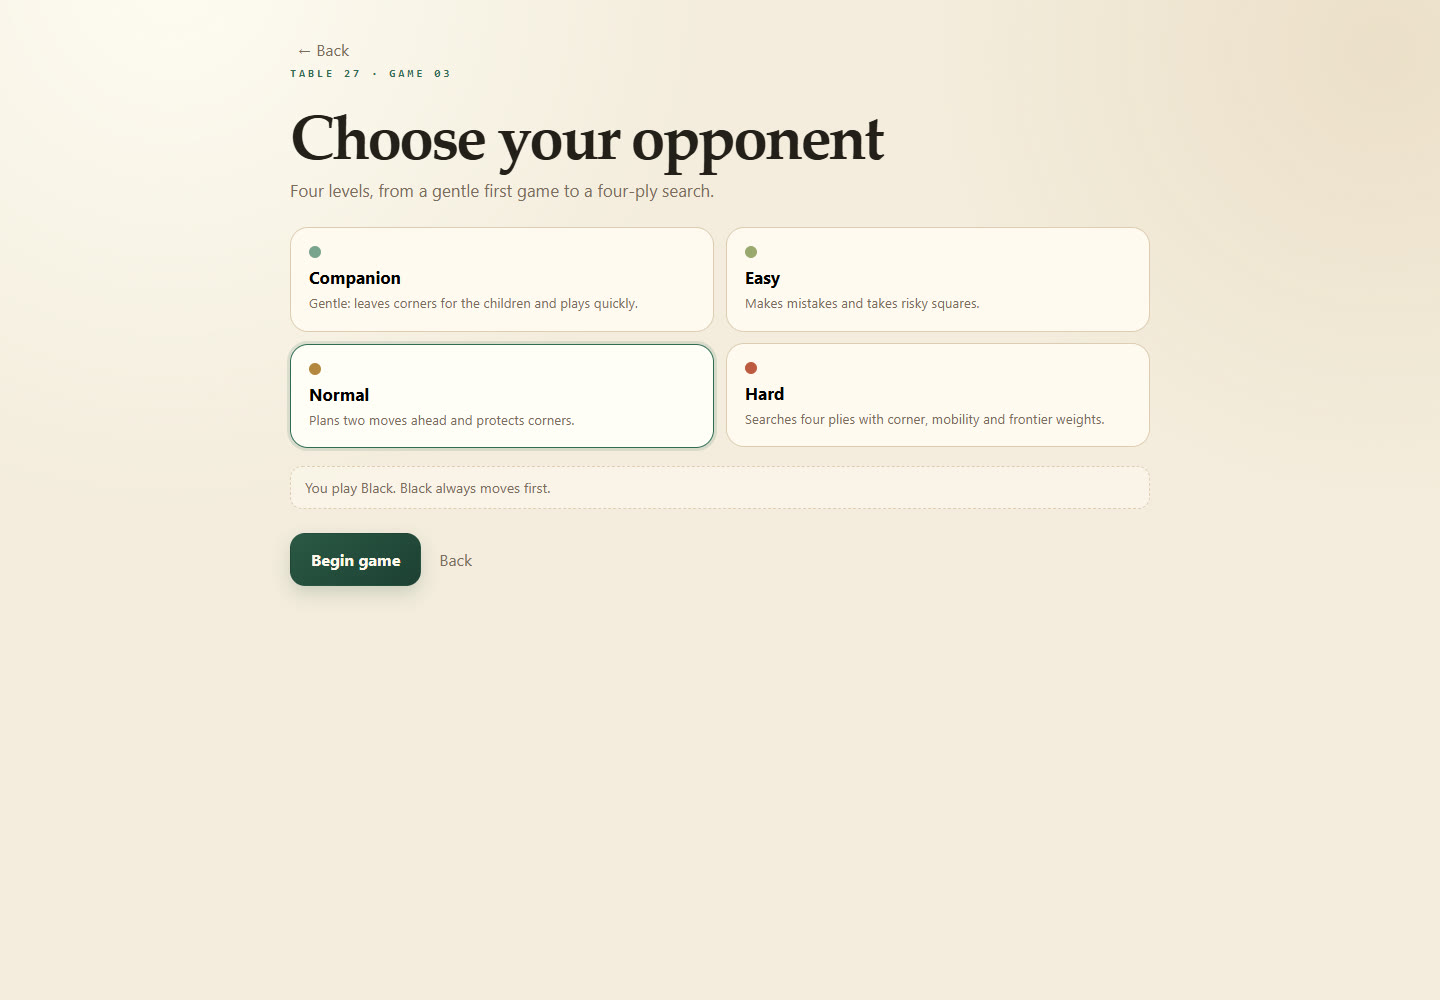 ← Back
TABLE 27 · GAME 03
Choose your opponent
Four levels, from a gentle first game to a four-ply search.
Companion
Gentle: leaves corners for the children and plays quickly.
Easy
Makes mistakes and takes risky squares.
Normal
Plans two moves ahead and protects corners.
Hard
Searches four plies with corner, mobility and frontier weights.
You play Black. Black always moves first.
Begin game
Back